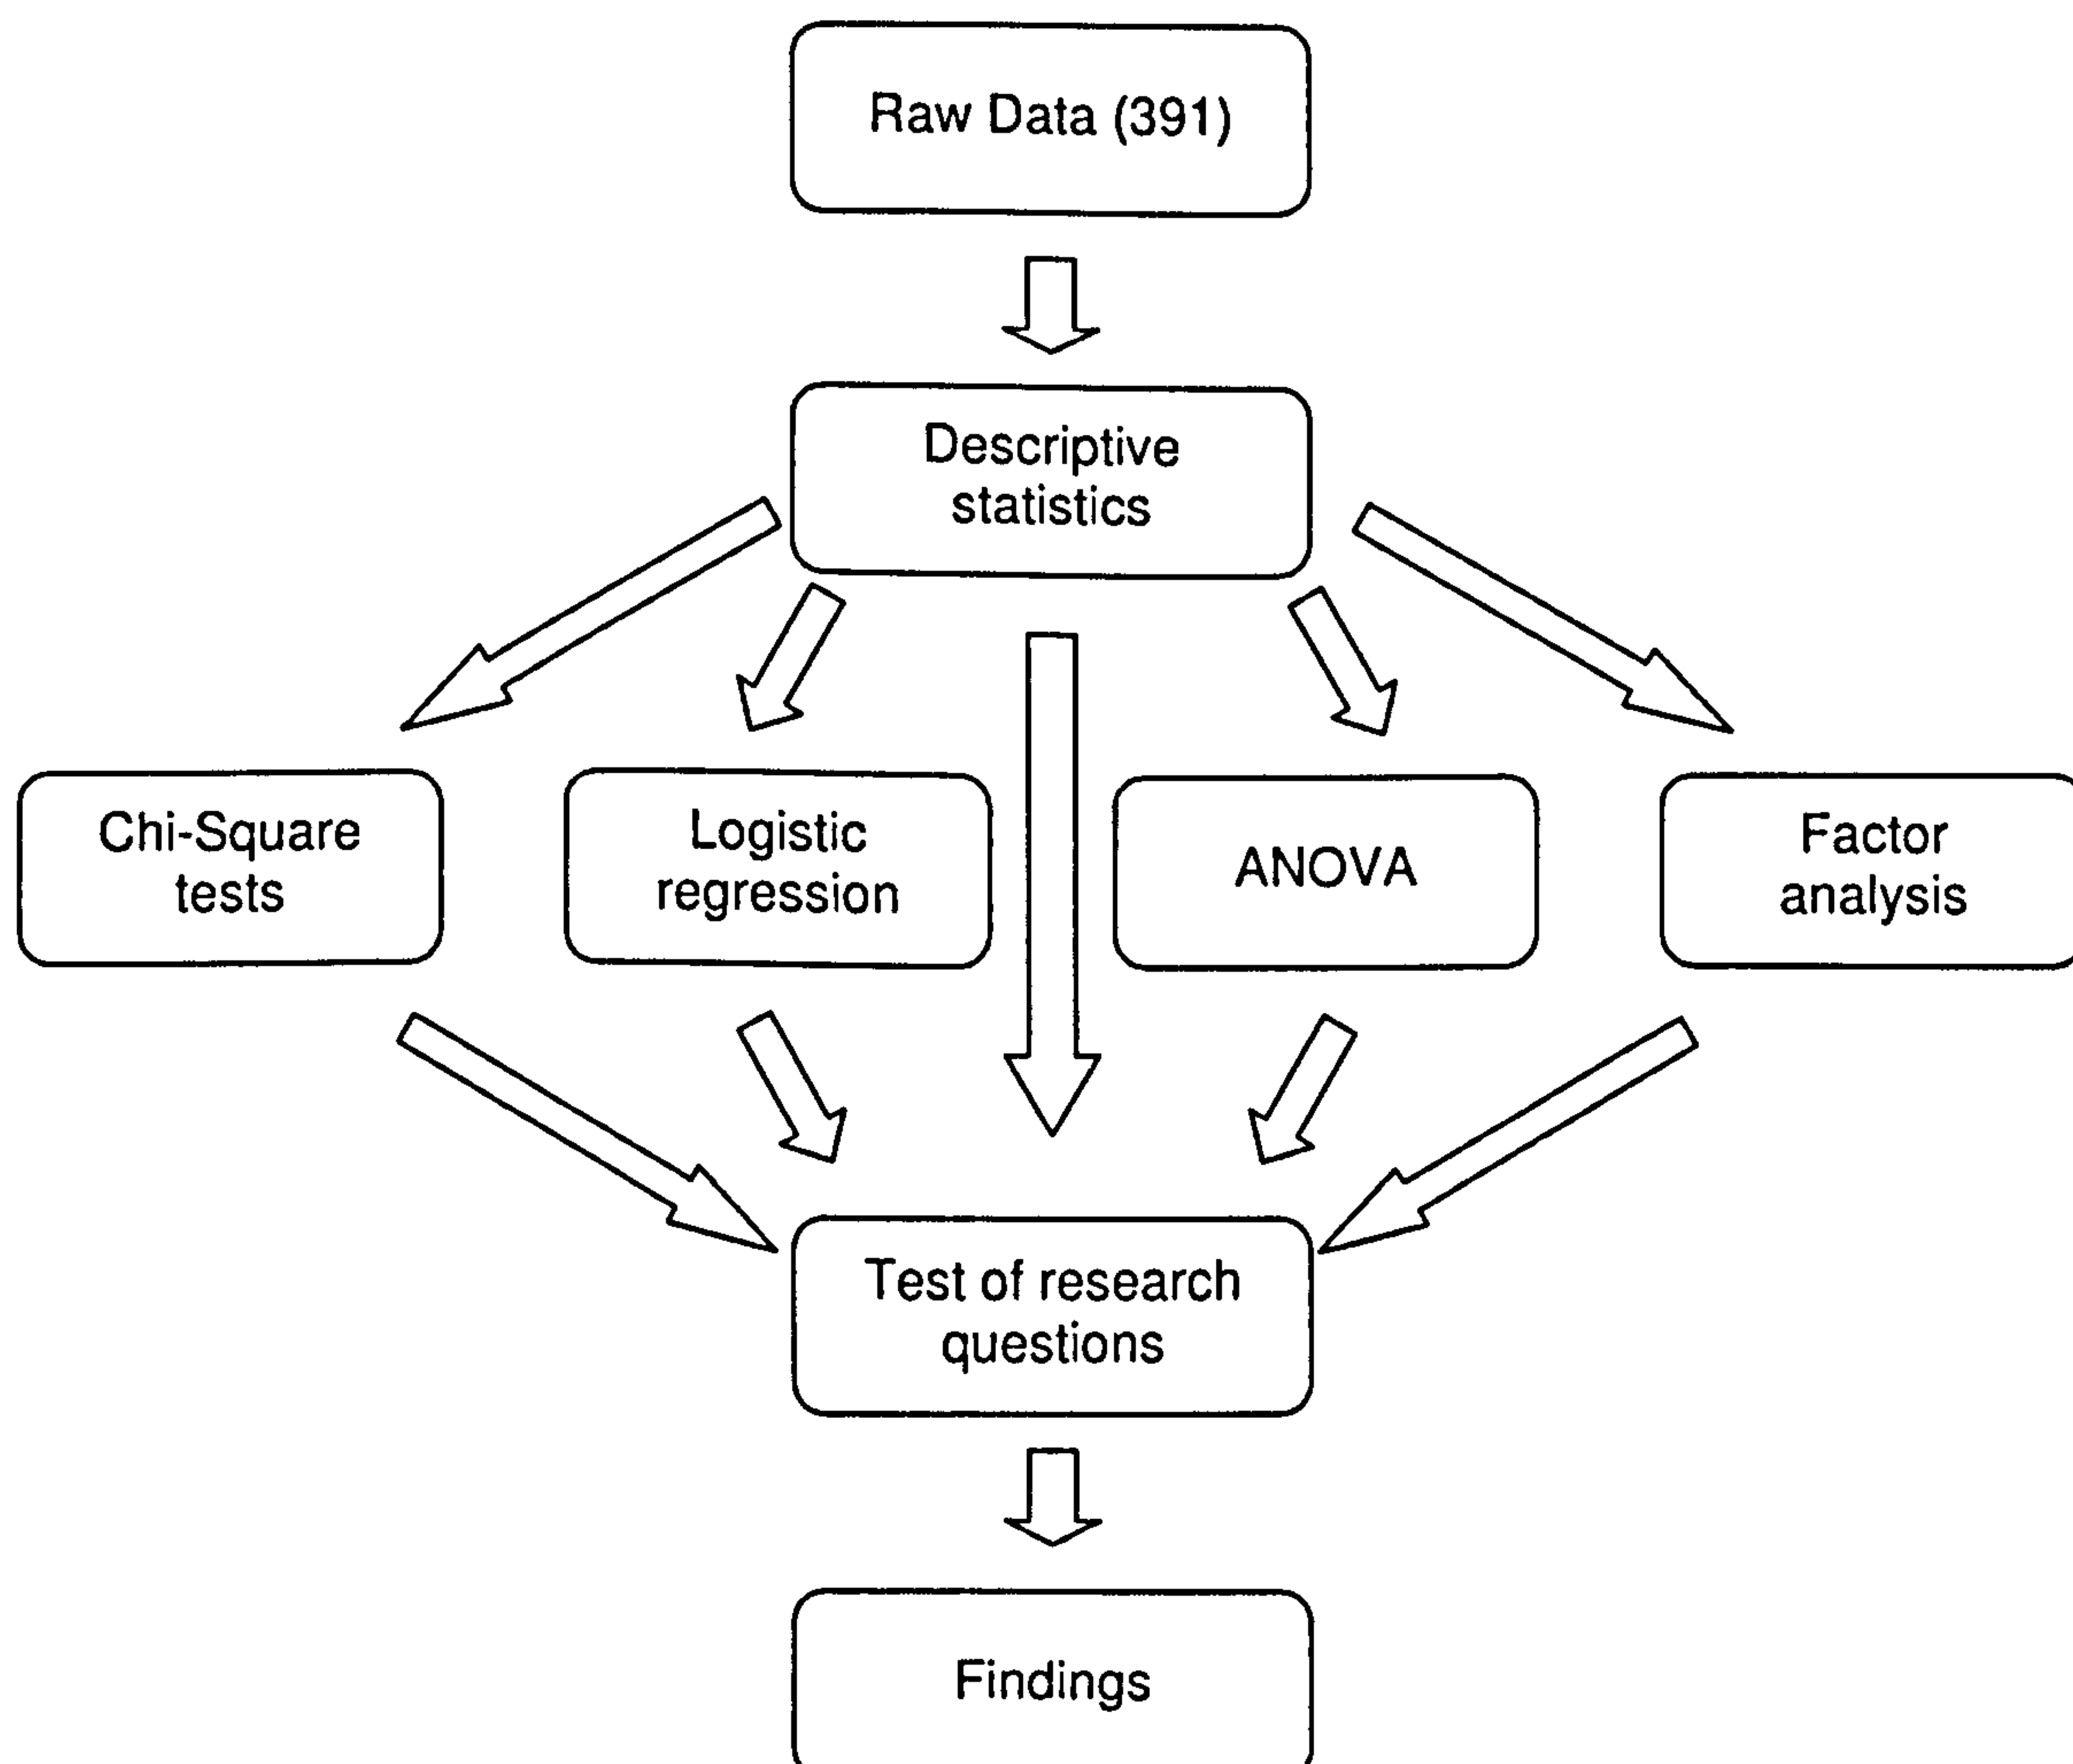 Raw Data (391)
Descriptive
statistics
Chi-Square
tests
Logistic
regression
ANOVA
Factor
analysis
Test of research
questions
Findings